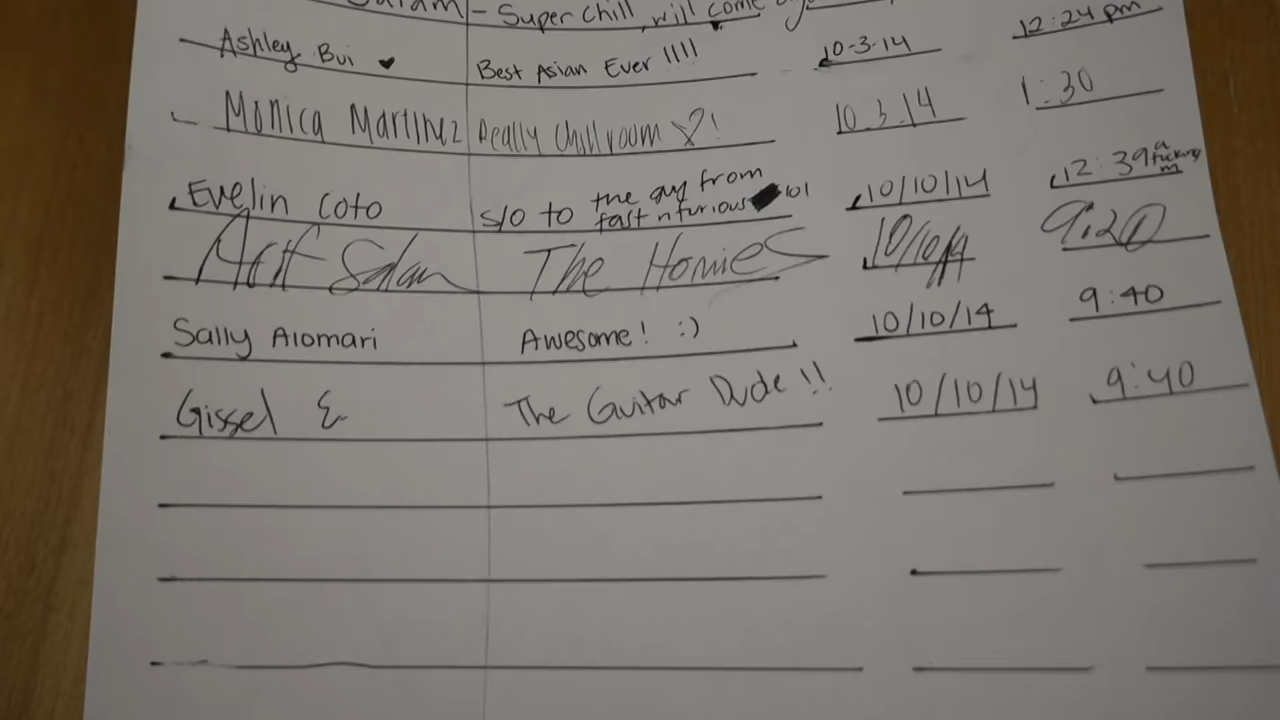 - Super Chill, will come
Ashley Bui ♥ Best Asian Ever !!!! 10-3-14 12:24 pm
Monica Martinez Really Chill room ! 10.3.14 1:30
Evelin Coto S/O to the guy from fast n furious 101 10/10/14 12:39 a fucking m
Salam The Homies 10/10/14 9:20
Sally Alomari Awesome! :) 10/10/14 9:40
Gissel E The Guitar Dude !! 10/10/14 9:40